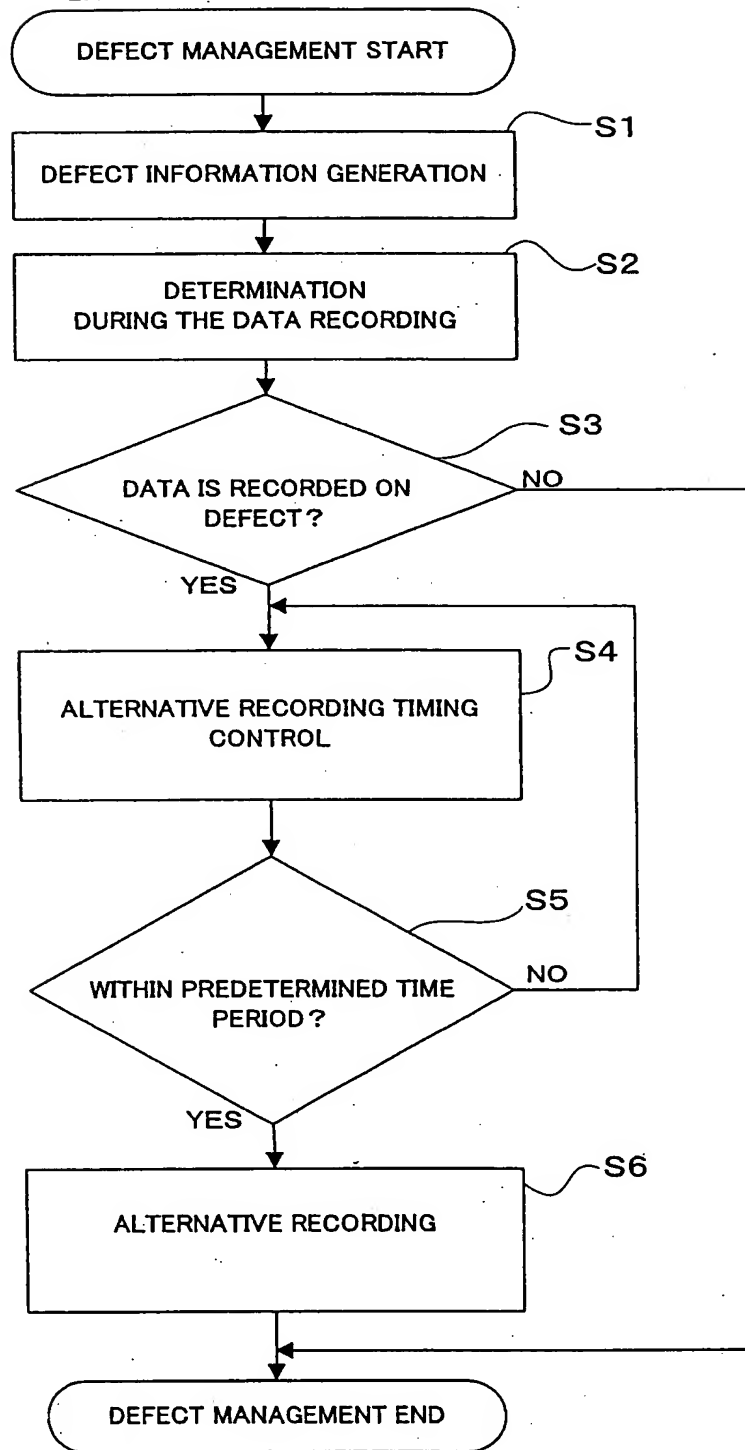 DEFECT MANAGEMENT START
S1
DEFECT INFORMATION GENERATION
S2
DETERMINATION
DURING THE DATA RECORDING
S3
DATA IS RECORDED ON
DEFECT?
NO
YES
S4
ALTERNATIVE RECORDING TIMING
CONTROL
S5
WITHIN PREDETERMINED TIME
PERIOD?
NO
YES
S6
ALTERNATIVE RECORDING
DEFECT MANAGEMENT END